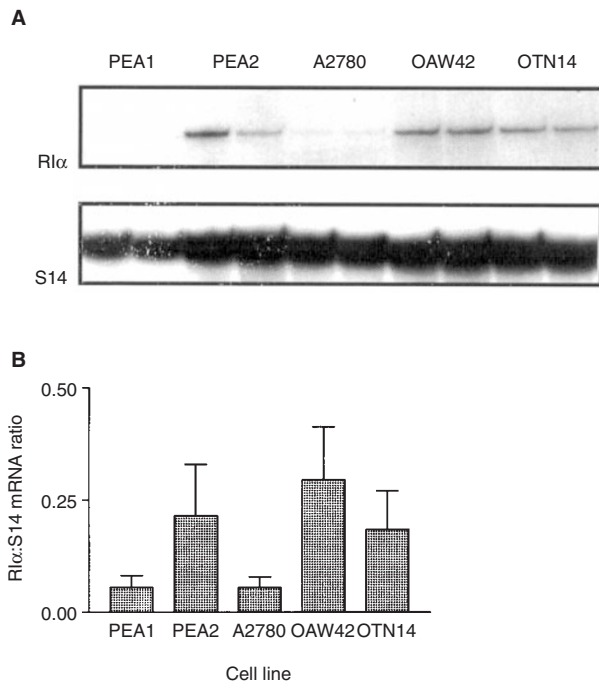 A
PEA1 PEA2 A2780 OAW42 OTN14
RIα
S14
B
0.50
0.25
0.00
RIα:S14 mRNA ratio
PEA1 PEA2 A2780 OAW42 OTN14
Cell line